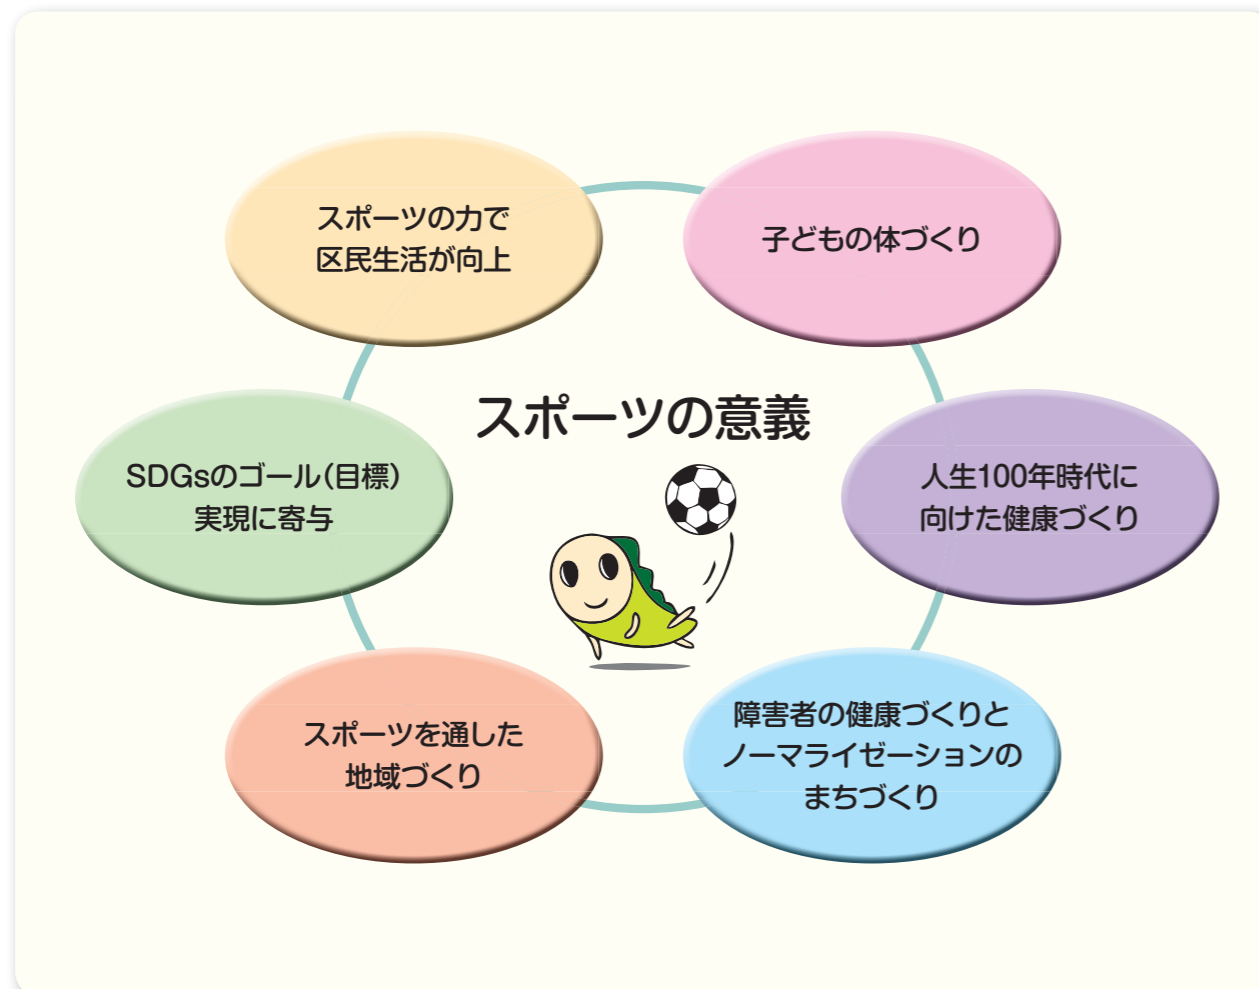 スポーツの力で
区民生活が向上
子どもの体づくり
スポーツの意義
SDGsのゴール(目標)
実現に寄与
人生100年時代に
向けた健康づくり
スポーツを通した
地域づくり
障害者の健康づくりと
ノーマライゼーションの
まちづくり